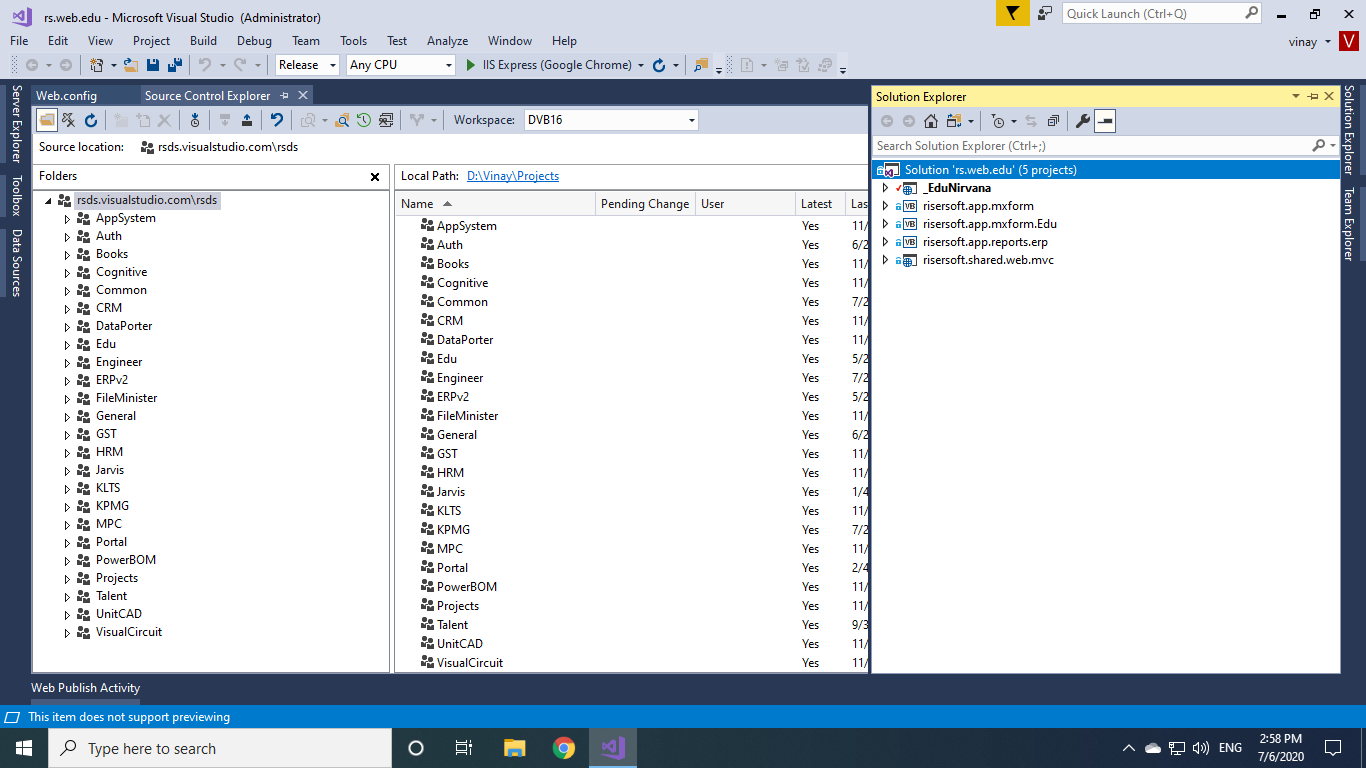 rs.web.edu - Microsoft Visual Studio (Administrator)
Quick Launch (Ctrl+Q)
File Edit View Project Build Debug Team Tools Test Analyze Window Help
vinay V
Release Any CPU IIS Express (Google Chrome)
Server Explorer
Toolbox
Data Sources
Web.config Source Control Explorer
Workspace: DVB16
Source location: rsds.visualstudio.com\rsds
Folders
rsds.visualstudio.com\rsds
AppSystem
Auth
Books
Cognitive
Common
CRM
DataPorter
Edu
Engineer
ERPv2
FileMinister
General
GST
HRM
Jarvis
KLTS
KPMG
MPC
Portal
PowerBOM
Projects
Talent
UnitCAD
VisualCircuit
Local Path: D:\Vinay\Projects
Name Pending Change User Latest Las
AppSystem Yes 11/
Auth Yes 6/2
Books Yes 11/
Cognitive Yes 11/
Common Yes 7/2
CRM Yes 11/
DataPorter Yes 11/
Edu Yes 5/2
Engineer Yes 7/2
ERPv2 Yes 5/2
FileMinister Yes 11/
General Yes 6/2
GST Yes 11/
HRM Yes 11/
Jarvis Yes 1/4
KLTS Yes 11/
KPMG Yes 7/2
MPC Yes 11/
Portal Yes 2/4
PowerBOM Yes 11/
Projects Yes 11/
Talent Yes 9/3
UnitCAD Yes 11/
VisualCircuit Yes 11/
Solution Explorer
Search Solution Explorer (Ctrl+;)
Solution 'rs.web.edu' (5 projects)
_EduNirvana
VB risersoft.app.mxform
VB risersoft.app.mxform.Edu
VB risersoft.app.reports.erp
risersoft.shared.web.mvc
Solution Explorer
Team Explorer
Web Publish Activity
This item does not support previewing
Type here to search
ENG
2:58 PM
7/6/2020